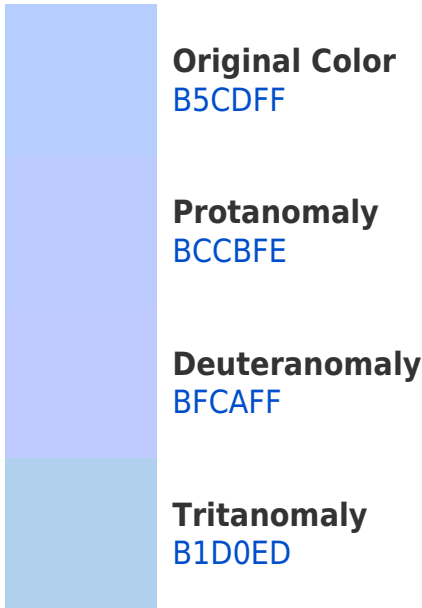 Original Color
B5CDFF
Protanomaly
BCCBFE
Deuteranomaly
BFCAFF
Tritanomaly
B1D0ED